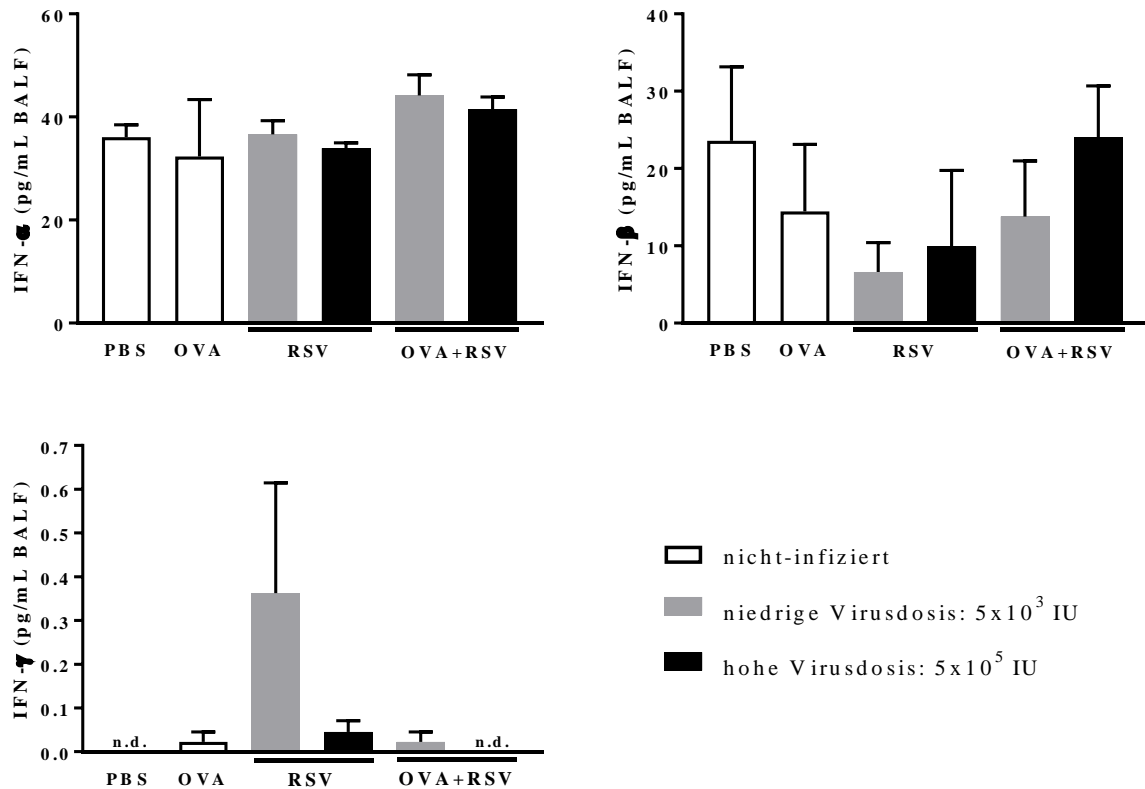 IFN-α (pg/mL BALF)
60
40
20
0
PBS OVA RSV OVA+RSV
IFN-β (pg/mL BALF)
40
30
20
10
0
PBS OVA RSV OVA+RSV
IFN-γ (pg/mL BALF)
0.7
0.6
0.5
0.4
0.3
0.2
0.1
0.0
n.d. n.d.
PBS OVA RSV OVA+RSV
nicht-infiziert
niedrige Virusdosis: 5x10³ IU
hohe Virusdosis: 5x10⁵ IU